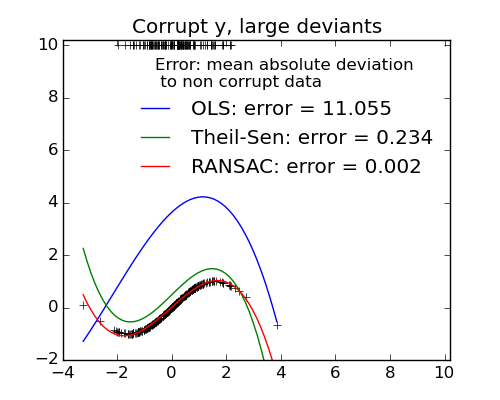 Corrupt y, large deviants
10
Error: mean absolute deviation
to non corrupt data
8
OLS: error = 11.055
Theil-Sen: error = 0.234
6
RANSAC: error = 0.002
4
2
0
−2
−4 −2 0 2 4 6 8 10